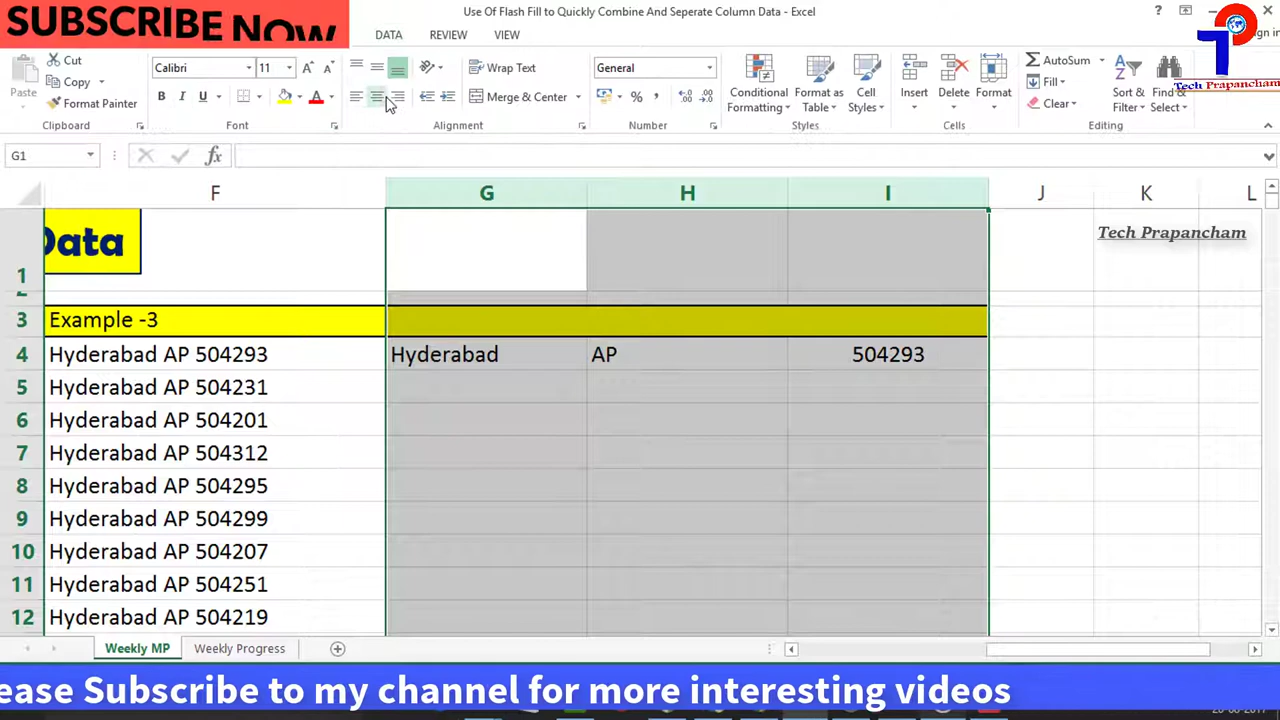 SUBSCRIBE NOW
Use Of Flash Fill to Quickly Combine And Seperate Column Data - Excel
?
DATA REVIEW VIEW
in
Cut
Copy
Format Painter
Paste
Clipboard
Calibri 11
B I U
Font
Wrap Text
Merge & Center
Alignment
General
%
Number
Conditional Formatting
Format as Table
Cell Styles
Styles
Insert
Delete
Format
Cells
AutoSum
Fill
Clear
Sort & Filter
Find & Select
Editing
Tech Prapancham
G1
fx
F G H I J K L
1 Data Tech Prapancham
2
3 Example -3
4 Hyderabad AP 504293 Hyderabad AP 504293
5 Hyderabad AP 504231
6 Hyderabad AP 504201
7 Hyderabad AP 504312
8 Hyderabad AP 504295
9 Hyderabad AP 504299
10 Hyderabad AP 504207
11 Hyderabad AP 504251
12 Hyderabad AP 504219
Weekly MP Weekly Progress
ease Subscribe to my channel for more interesting videos